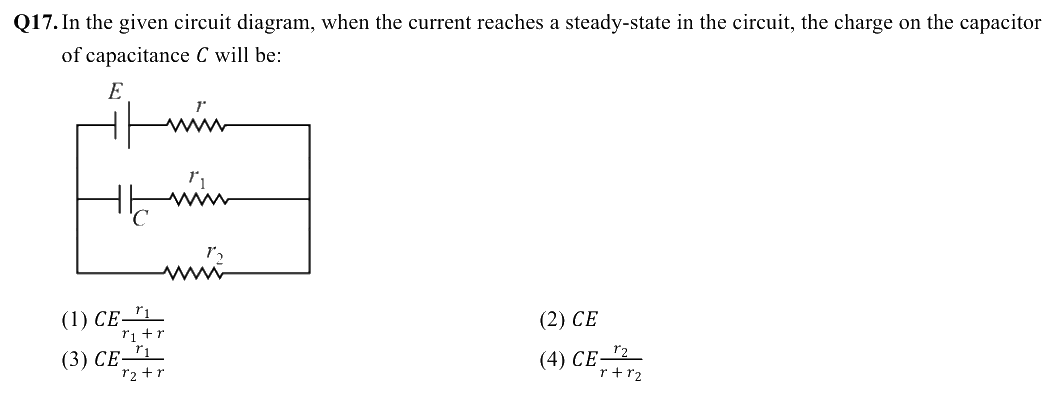 Q17. In the given circuit diagram, when the current reaches a steady-state in the circuit, the charge on the capacitor
of capacitance C will be:
E
r
r₁
C
r₂
(1) CE r₁/(r₁ + r)
(2) CE
(3) CE r₁/(r₂ + r)
(4) CE r₂/(r + r₂)